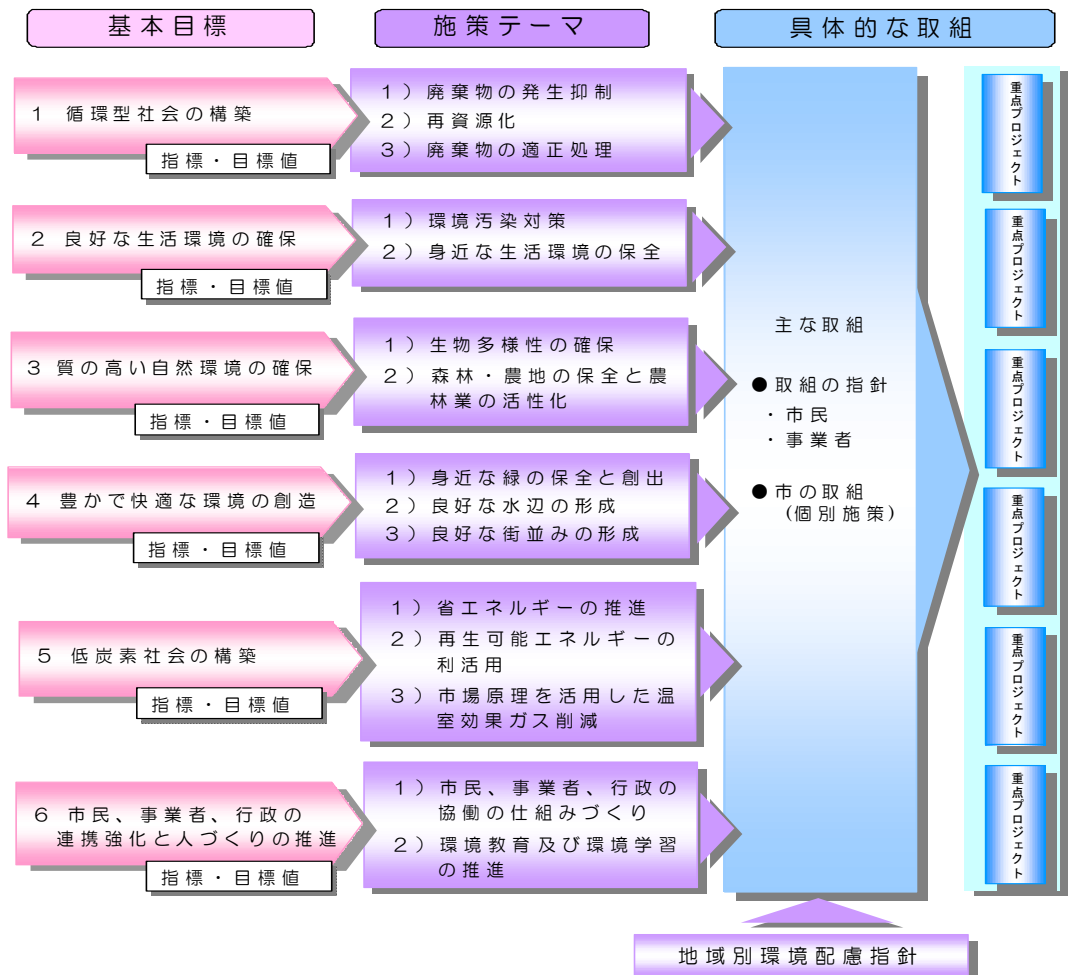 基本目標
施策テーマ
具体的な取組
1 循環型社会の構築
指標・目標値
1）廃棄物の発生抑制
2）再資源化
3）廃棄物の適正処理
2 良好な生活環境の確保
指標・目標値
1）環境汚染対策
2）身近な生活環境の保全
3 質の高い自然環境の確保
指標・目標値
1）生物多様性の確保
2）森林・農地の保全と農
林業の活性化
4 豊かで快適な環境の創造
指標・目標値
1）身近な緑の保全と創出
2）良好な水辺の形成
3）良好な街並みの形成
5 低炭素社会の構築
指標・目標値
1）省エネルギーの推進
2）再生可能エネルギーの
利活用
3）市場原理を活用した温
室効果ガス削減
6 市民、事業者、行政の
連携強化と人づくりの推進
指標・目標値
1）市民、事業者、行政の
協働の仕組みづくり
2）環境教育及び環境学習
の推進
主な取組
●取組の指針
・市民
・事業者
●市の取組
(個別施策)
重点プロジェクト
重点プロジェクト
重点プロジェクト
重点プロジェクト
重点プロジェクト
重点プロジェクト
地域別環境配慮指針